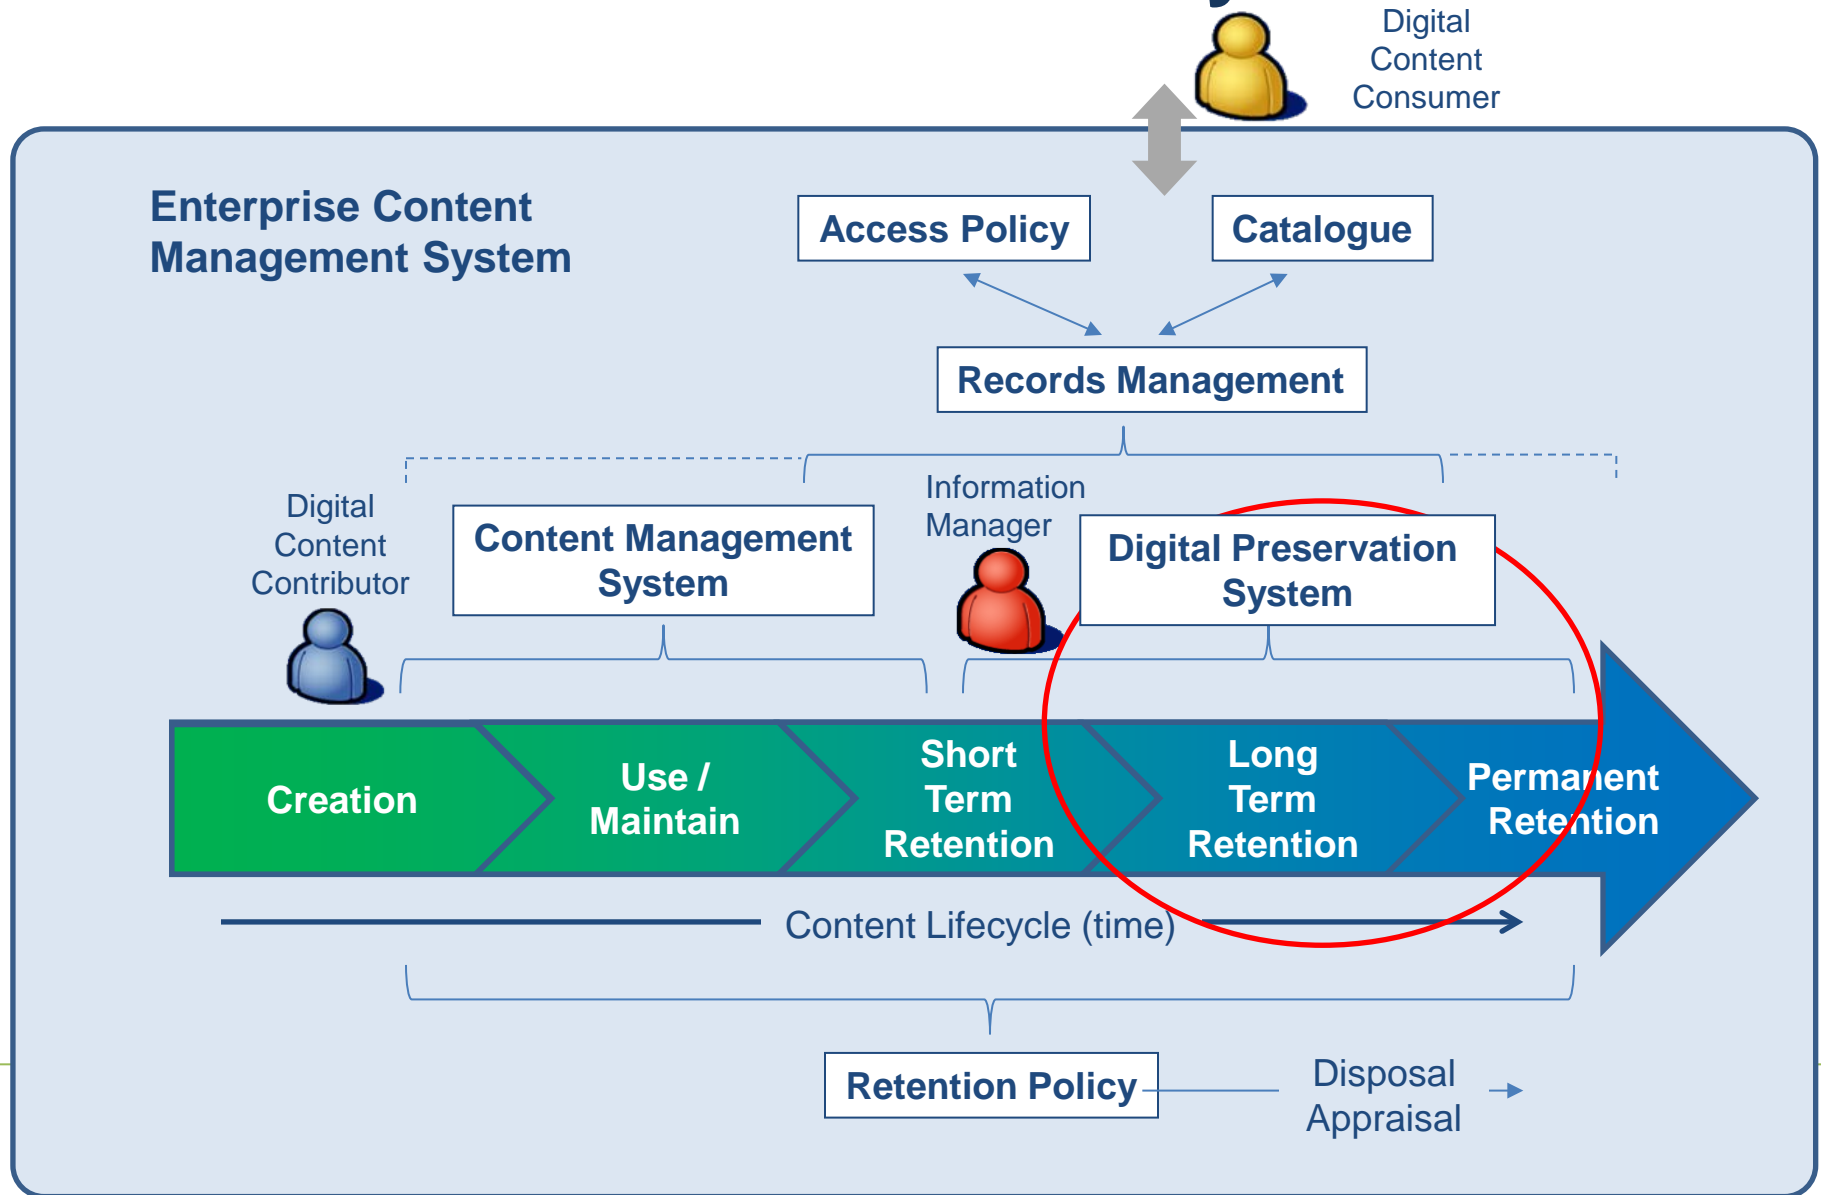 Digital
Content
Consumer
Enterprise Content
Management System
Access Policy
Catalogue
Records Management
Digital
Content
Contributor
Content Management
System
Information
Manager
Digital Preservation
System
Creation
Use /
Maintain
Short
Term
Retention
Long
Term
Retention
Permanent
Retention
Content Lifecycle (time)
Retention Policy
Disposal
Appraisal